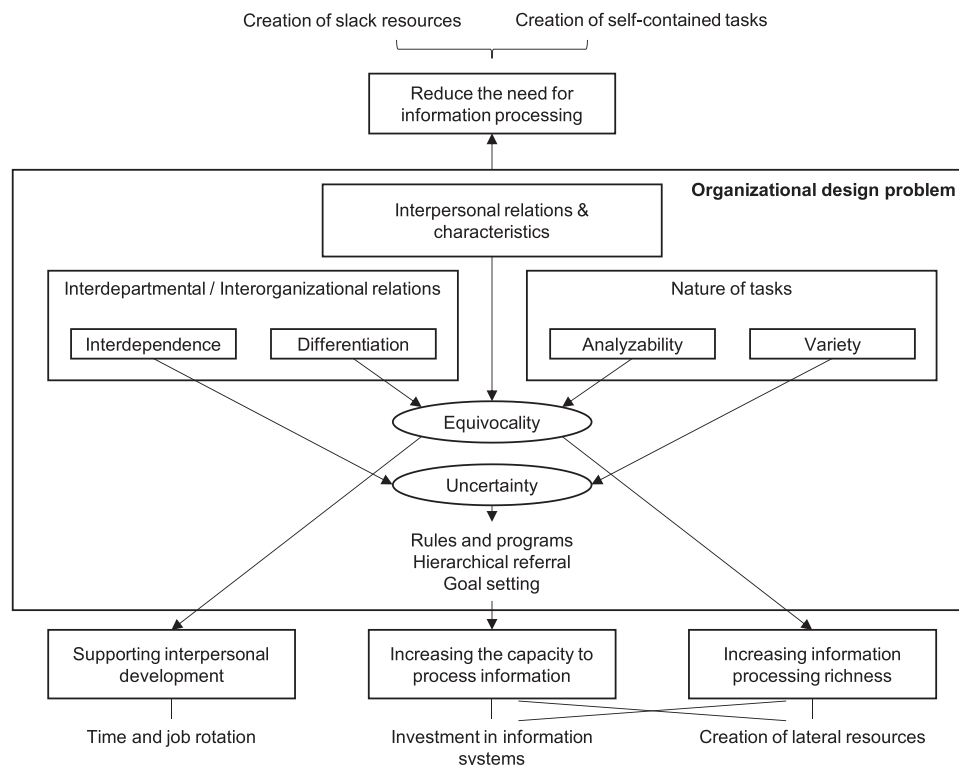 Creation of slack resources
Creation of self-contained tasks
Reduce the need for
information processing
Organizational design problem
Interpersonal relations &
characteristics
Interdepartmental / Interorganizational relations
Nature of tasks
Interdependence
Differentiation
Analyzability
Variety
Equivocality
Uncertainty
Rules and programs
Hierarchical referral
Goal setting
Supporting interpersonal
development
Increasing the capacity to
process information
Increasing information
processing richness
Time and job rotation
Investment in information
systems
Creation of lateral resources